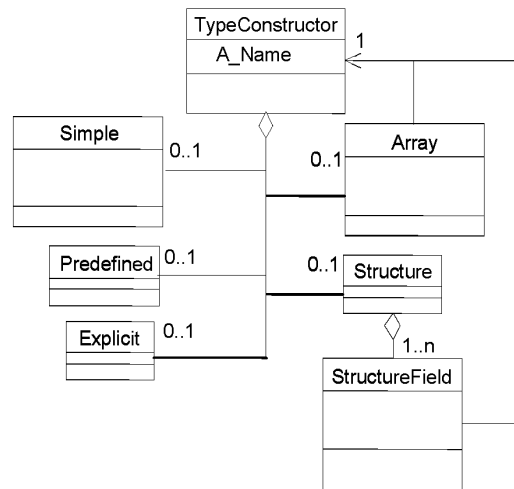 TypeConstructor
A_Name
1
Simple
0..1
0..1
Array
Predefined
0..1
0..1
Structure
Explicit
0..1
1..n
StructureField